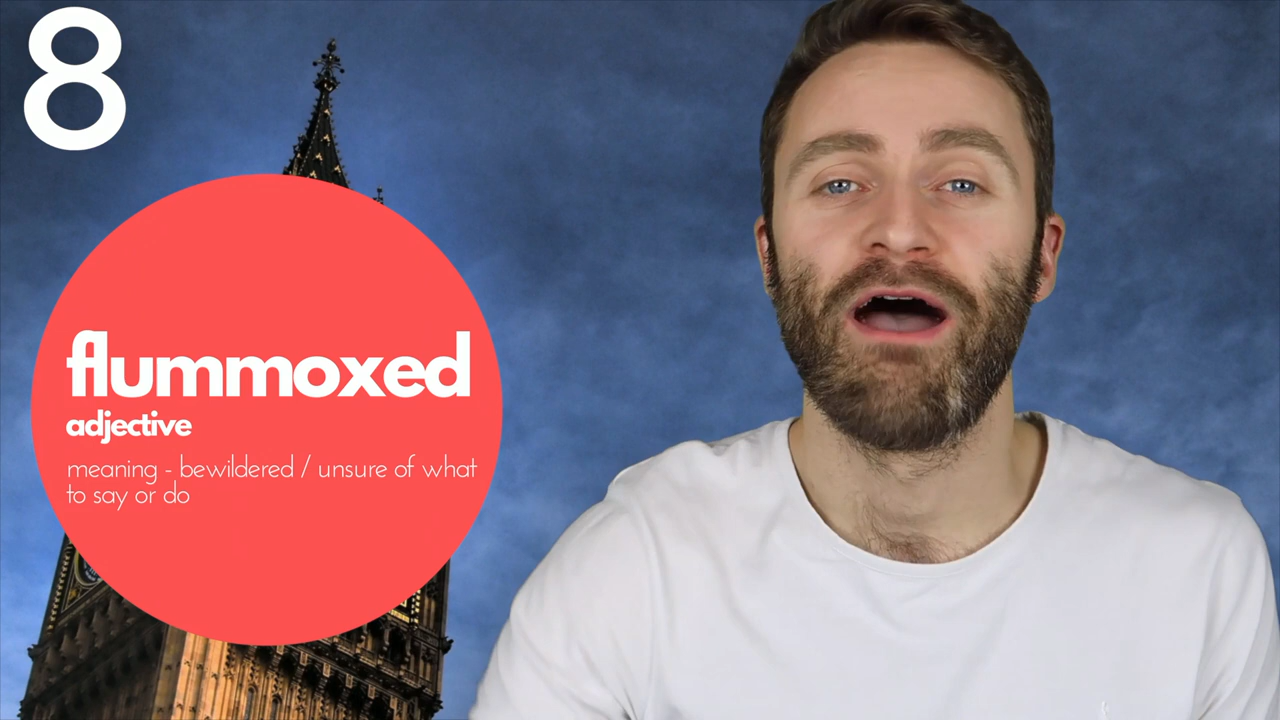 8
flummoxed
adjective
meaning - bewildered / unsure of what
to say or do